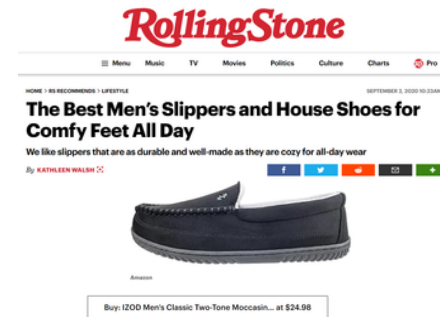 RollingStone
Menu Music TV Movies Politics Culture Charts Pro
HOME > RS RECOMMENDS > LIFESTYLE SEPTEMBER 2, 2020 10:23AM
The Best Men's Slippers and House Shoes for
Comfy Feet All Day
We like slippers that are as durable and well-made as they are cozy for all-day wear
By KATHLEEN WALSH
Amazon
Buy: IZOD Men's Classic Two-Tone Moccasin... at $24.98